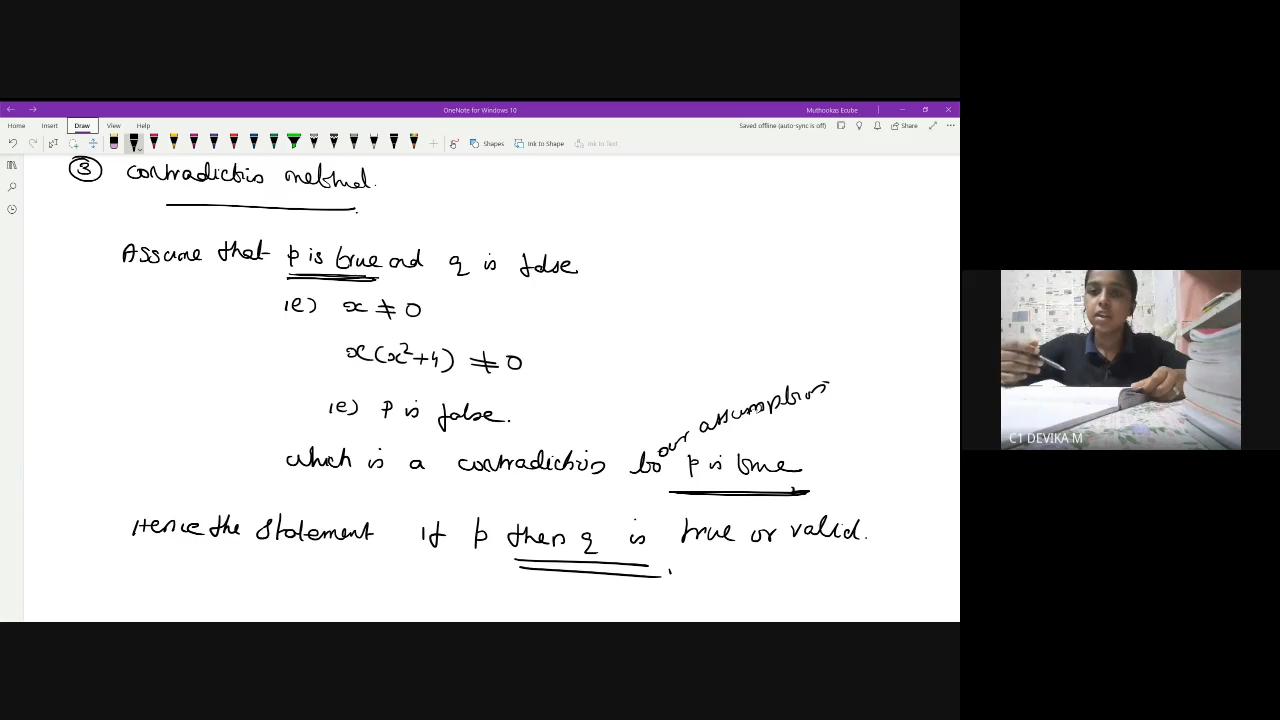 OneNote for Windows 10
Muthookas Ecube
Home Insert Draw View Help
Saved offline (auto-sync is off)
Share
Shapes
Ink to Shape
Ink to Text
③ Contradiction method.
Assume that p is true and q is false
ie) x ≠ 0
x(x²+4) ≠ 0
ie) p is false.
our assumption
which is a contradiction to p is true
Hence the statement If p then q is true or valid.
C1 DEVIKA M